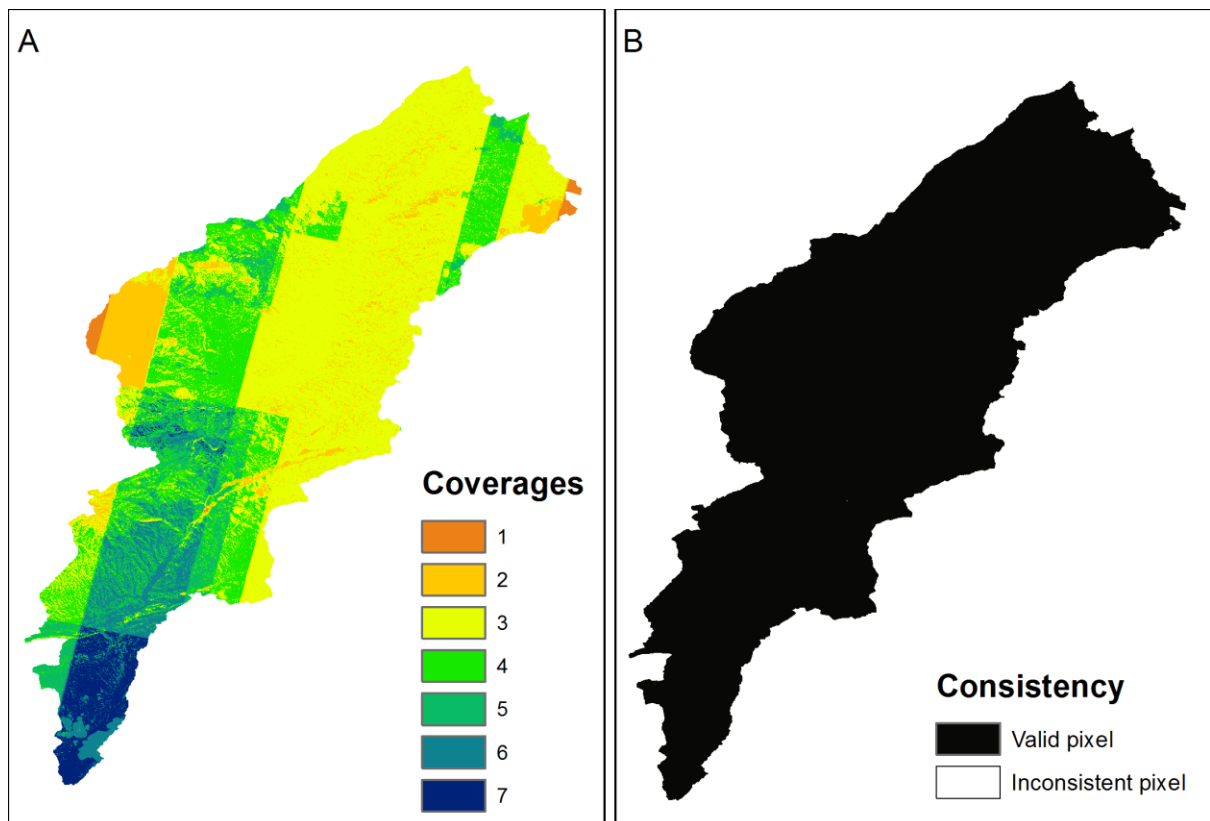 A
Coverages
1
2
3
4
5
6
7
B
Consistency
Valid pixel
Inconsistent pixel